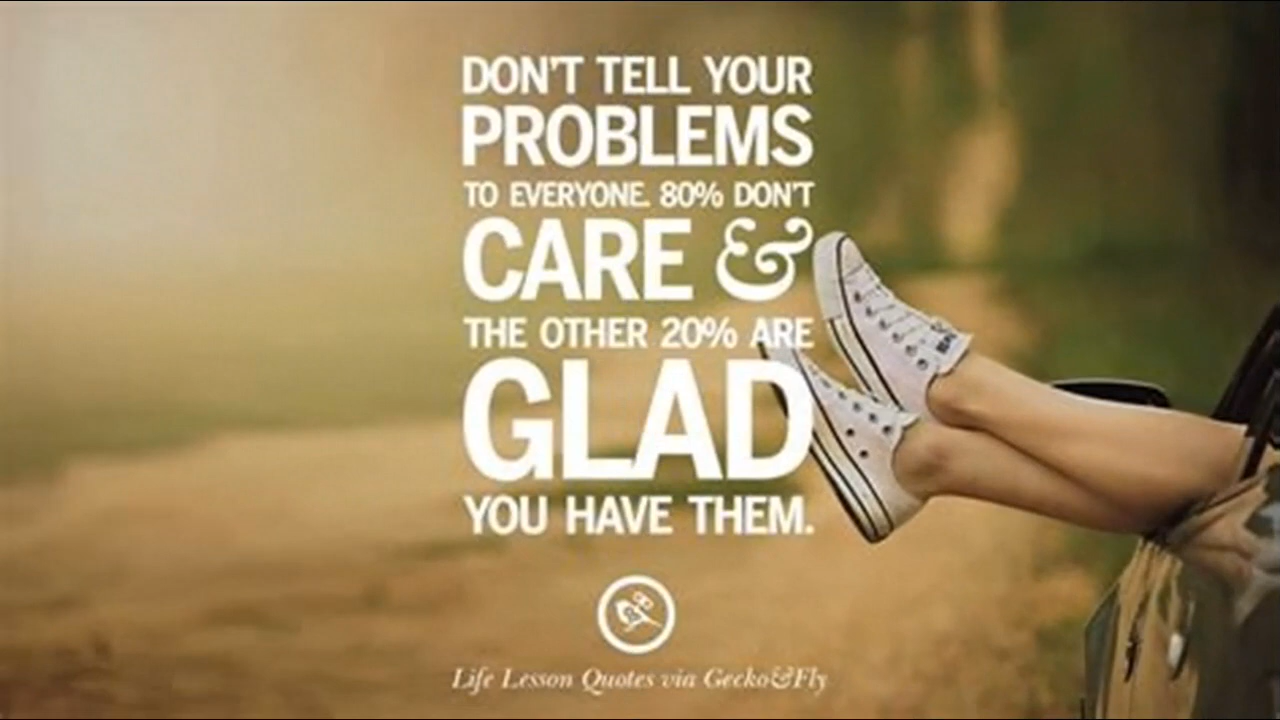 DON'T TELL YOUR
PROBLEMS
TO EVERYONE. 80% DON'T
CARE &
THE OTHER 20% ARE
GLAD
YOU HAVE THEM.
Life Lesson Quotes via Gecko&Fly